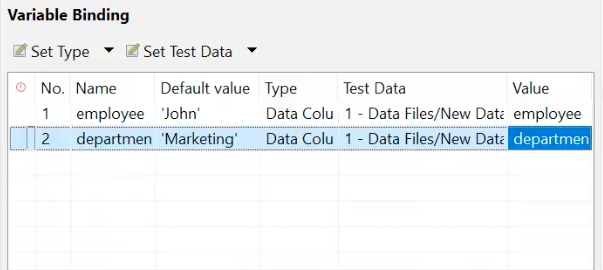 Variable Binding
Set Type Set Test Data
No. Name Default value Type Test Data Value
1 employee 'John' Data Colu 1 - Data Files/New Data employee
2 departmen 'Marketing' Data Colu 1 - Data Files/New Data departmen